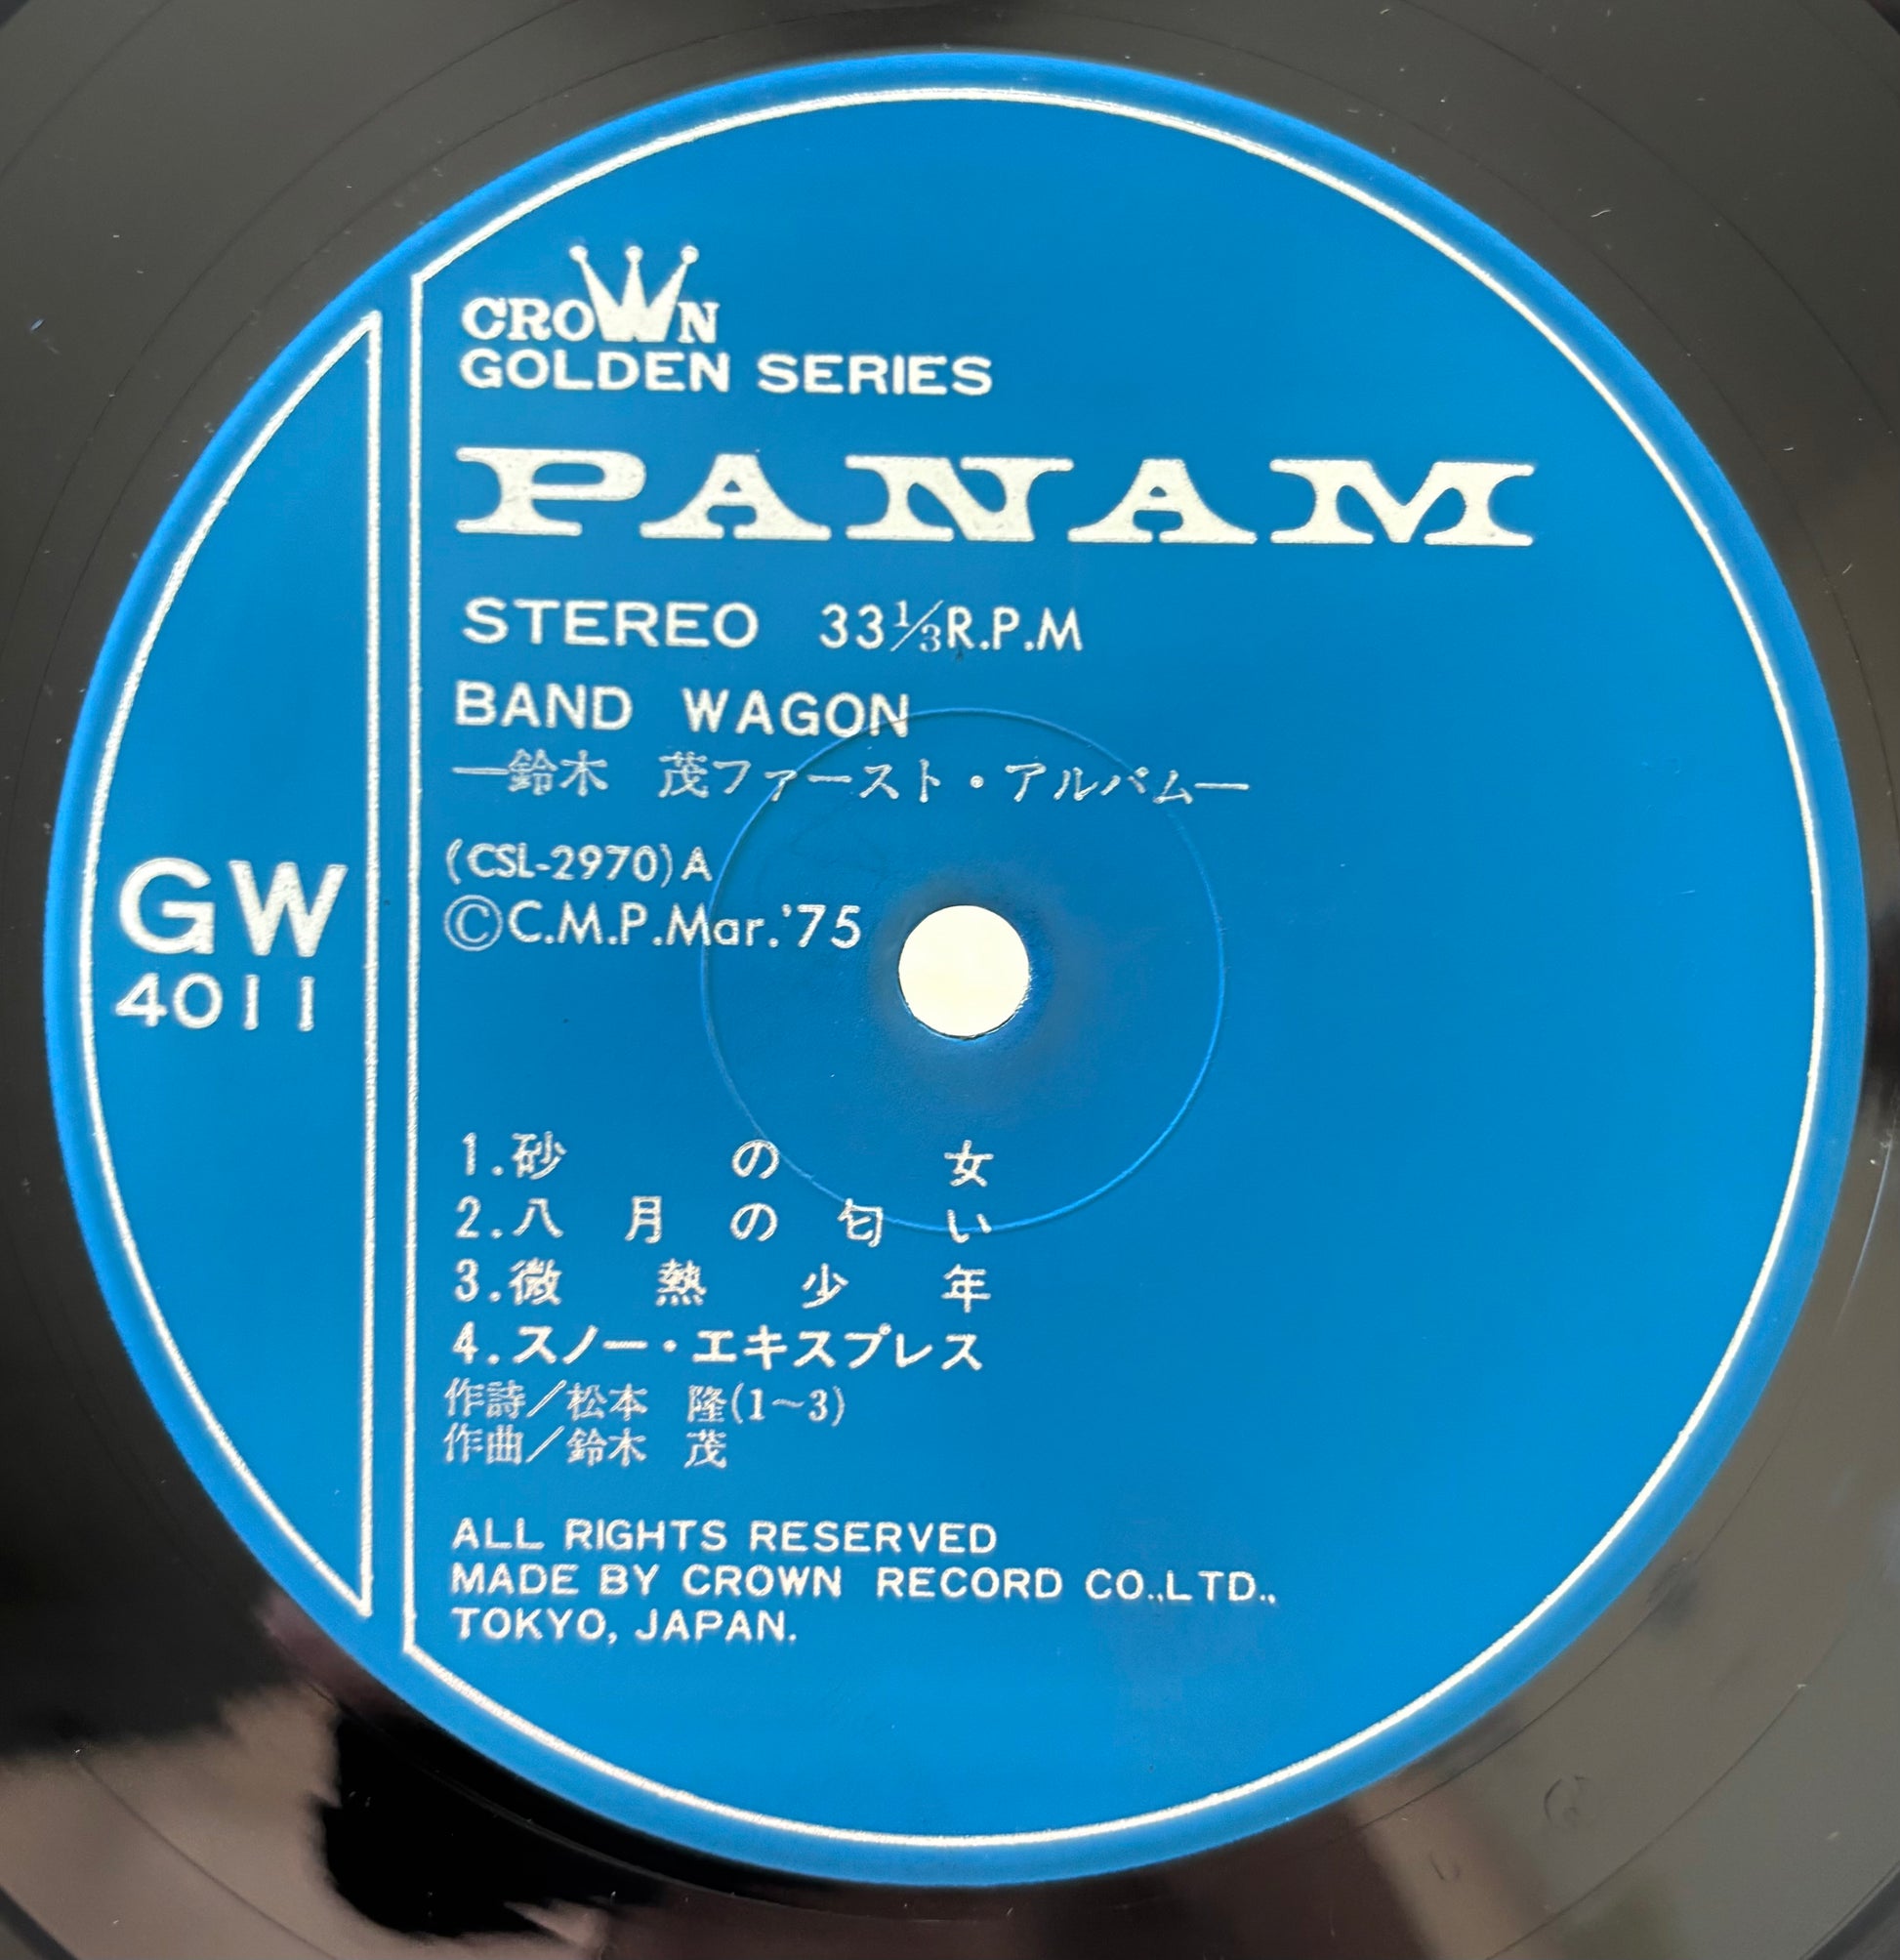 CROWN
GOLDEN SERIES
PANAM
STEREO 33⅓R.P.M
BAND WAGON
―鈴木 茂ファースト・アルバム―
GW
4011
(CSL-2970)A
©C.M.P.Mar.'75
1.砂の女
2.八月の匂い
3.微熱少年
4.スノー・エキスプレス
作詩/松本 隆(1~3)
作曲/鈴木 茂
ALL RIGHTS RESERVED
MADE BY CROWN RECORD CO.,LTD.,
TOKYO, JAPAN.